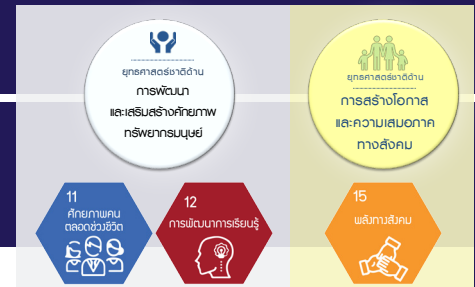 ยุทธศาสตร์ชาติด้าน
การพัฒนา
และเสริมสร้างศักยภาพ
ทรัพยากรมนุษย์
ยุทธศาสตร์ชาติด้าน
การสร้างโอกาส
และความเสมอภาค
ทางสังคม
11
ศักยภาพคน
ตลอดช่วงชีวิต
12
การพัฒนาการเรียนรู้
15
พลังทางสังคม